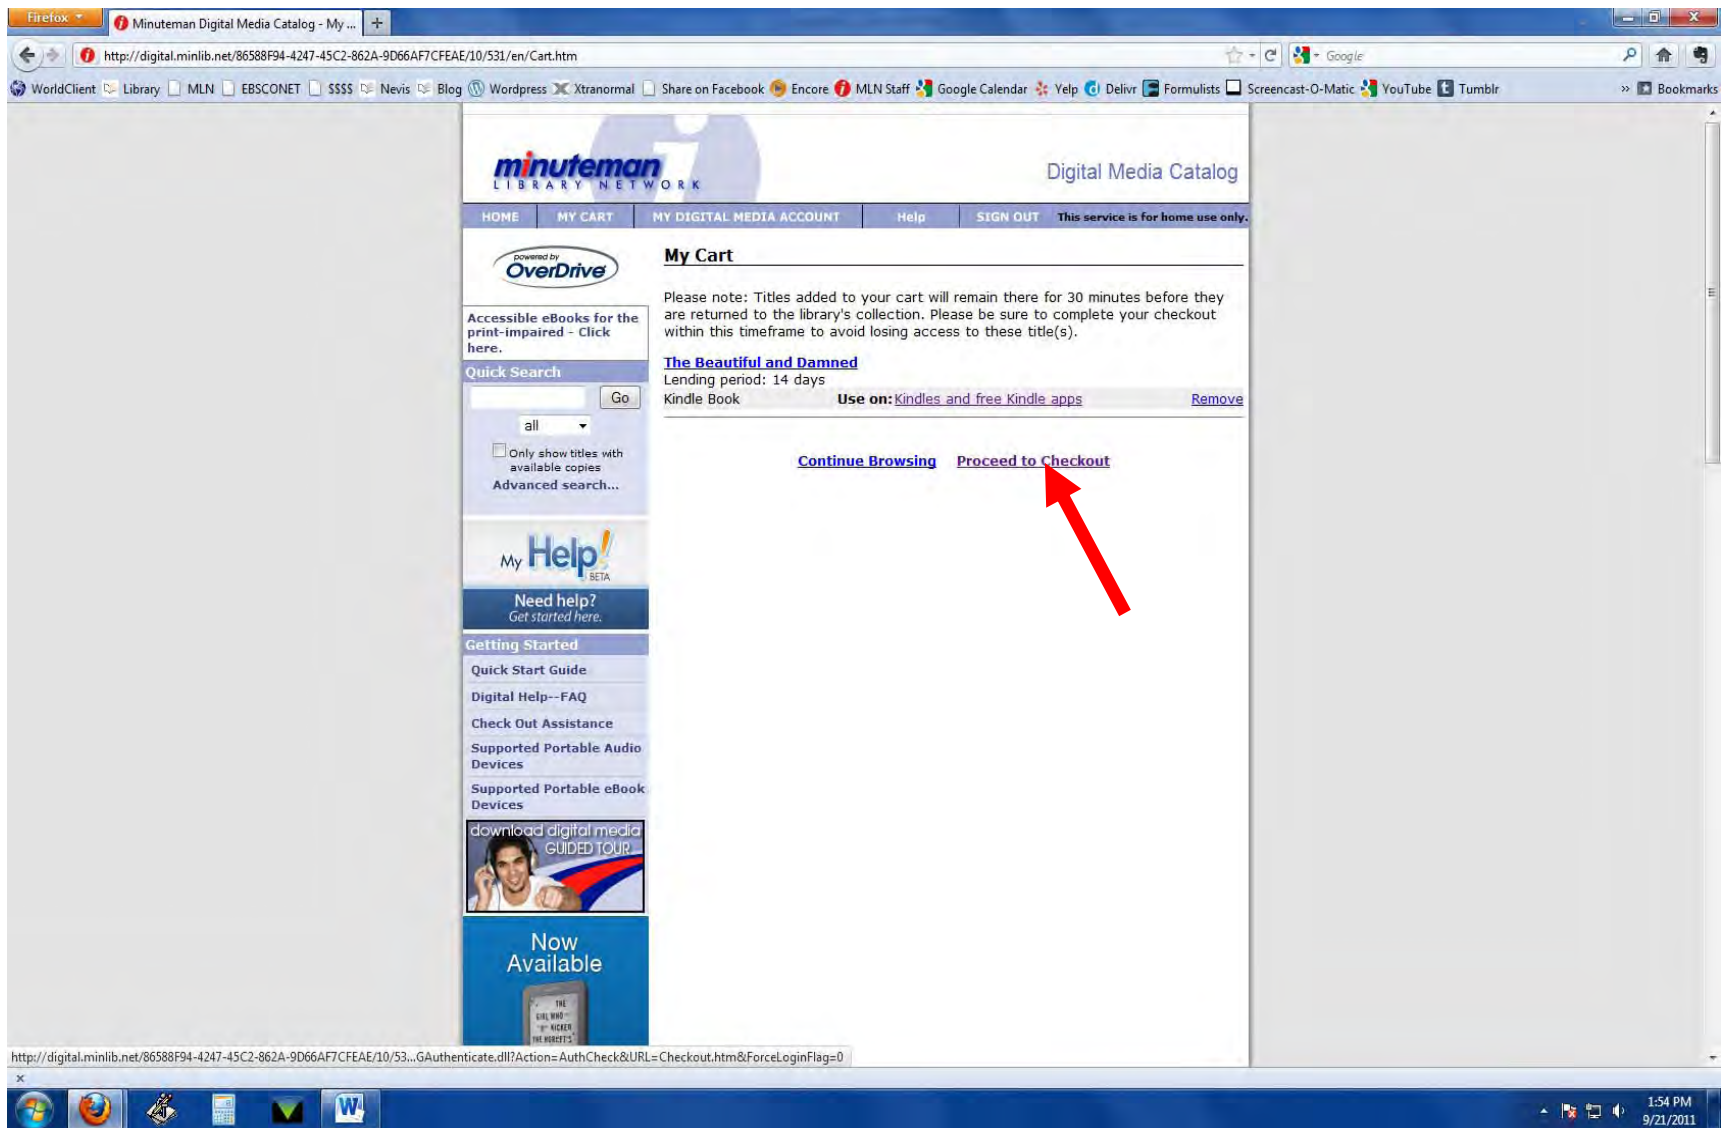 Firefox
Minuteman Digital Media Catalog - My ...
http://digital.minlib.net/86588F94-4247-45C2-862A-9D66AF7CFEAE/10/531/en/Cart.htm
Google
WorldClient Library MLN EBSCONET $$$$ Nevis Blog Wordpress Xtranormal Share on Facebook Encore MLN Staff Google Calendar Yelp Delivr Formulists Screencast-O-Matic YouTube Tumblr » Bookmarks
minuteman
LIBRARY NETWORK
Digital Media Catalog
HOME MY CART MY DIGITAL MEDIA ACCOUNT Help SIGN OUT This service is for home use only.
powered by
OverDrive
Accessible eBooks for the
print-impaired - Click
here.
Quick Search
Go
all
Only show titles with
available copies
Advanced search...
My Help!
BETA
Need help?
Get started here.
Getting Started
Quick Start Guide
Digital Help--FAQ
Check Out Assistance
Supported Portable Audio
Devices
Supported Portable eBook
Devices
download digital media
GUIDED TOUR
Now
Available
THE
GIRL WHO
KICKED
THE HORNET'S
My Cart
Please note: Titles added to your cart will remain there for 30 minutes before they
are returned to the library's collection. Please be sure to complete your checkout
within this timeframe to avoid losing access to these title(s).
The Beautiful and Damned
Lending period: 14 days
Kindle Book Use on: Kindles and free Kindle apps Remove
Continue Browsing Proceed to Checkout
http://digital.minlib.net/86588F94-4247-45C2-862A-9D66AF7CFEAE/10/53...GAuthenticate.dll?Action=AuthCheck&URL=Checkout.htm&ForceLoginFlag=0
x
1:54 PM
9/21/2011